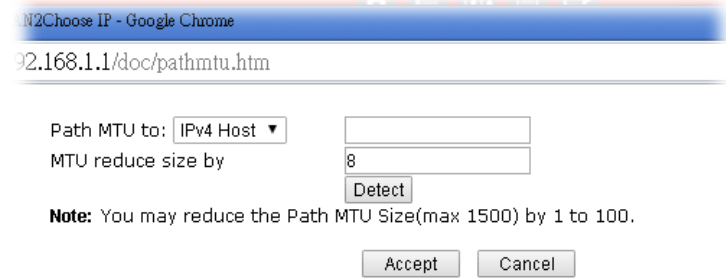 AN2Choose IP - Google Chrome
92.168.1.1/doc/pathmtu.htm
Path MTU to: IPv4 Host ▼
MTU reduce size by 8
Detect
Note: You may reduce the Path MTU Size(max 1500) by 1 to 100.
Accept Cancel